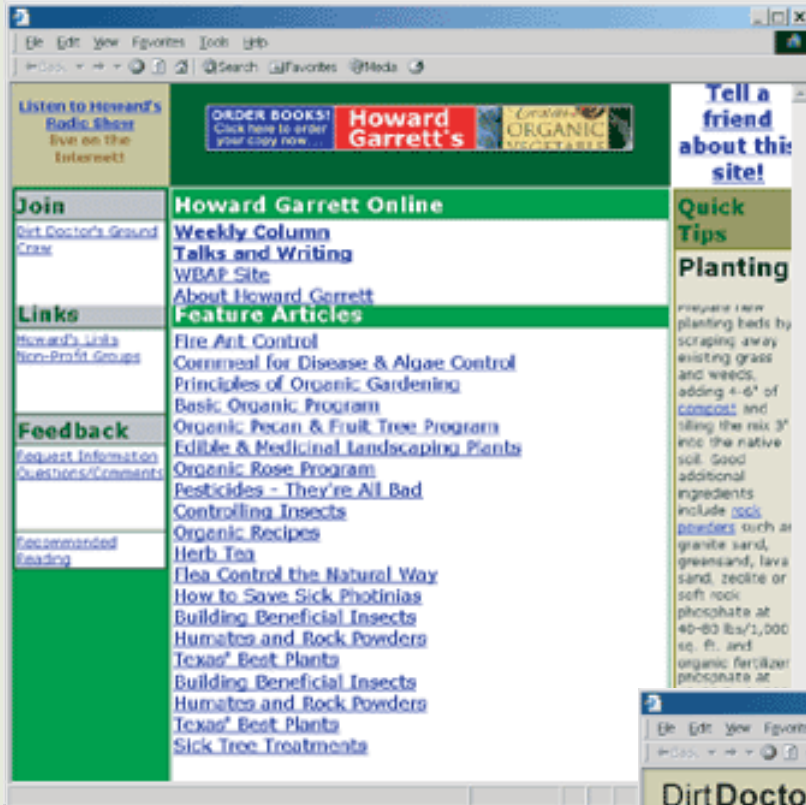 File Edit View Favorites Tools Help
Back Search Favorites Media
Listen to Howard's
Radio Show
live on the
Internet!
ORDER BOOKS!
Click here to order
your copy now...
Howard
Garrett's
ORGANIC
VEGETABLE
Tell a
friend
about this
site!
Join
Dirt Doctor's Ground
Crew
Links
Howard's Links
Non-Profit Groups
Feedback
Request Information
Questions/Comments
Recommended
Reading
Howard Garrett Online
Weekly Column
Talks and Writing
WBAP Site
About Howard Garrett
Feature Articles
Fire Ant Control
Cornmeal for Disease & Algae Control
Principles of Organic Gardening
Basic Organic Program
Organic Pecan & Fruit Tree Program
Edible & Medicinal Landscaping Plants
Organic Rose Program
Pesticides - They're All Bad
Controlling Insects
Organic Recipes
Herb Tea
Flea Control the Natural Way
How to Save Sick Photinias
Building Beneficial Insects
Humates and Rock Powders
Texas' Best Plants
Building Beneficial Insects
Humates and Rock Powders
Texas' Best Plants
Sick Tree Treatments
Quick
Tips
Planting
Prepare new
planting beds by
scraping away
existing grass
and weeds,
adding 4-6" of
compost and
tilling the mix 3"
into the native
soil. Good
additional
ingredients
include rock
powders such as
granite sand,
greensand, lava
sand, zeolite or
soft rock
phosphate at
40-80 lbs/1,000
sq. ft. and
organic fertilizer
phosphate at
File Edit View Favorit
Back
DirtDocto